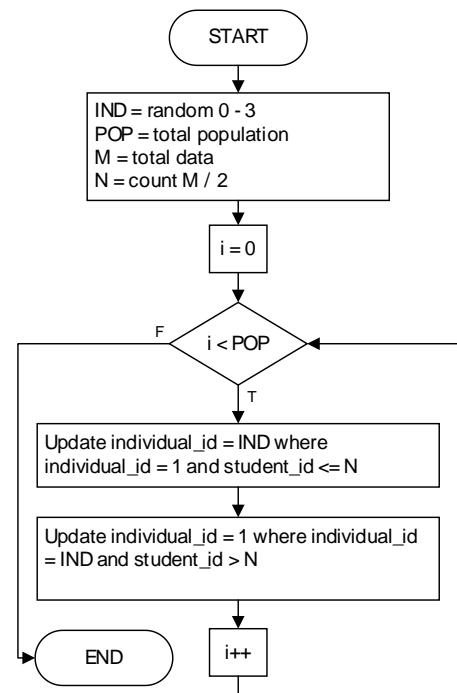 START
IND = random 0 - 3
POP = total population
M = total data
N = count M / 2
i = 0
F
i < POP
T
Update individual_id = IND where
individual_id = 1 and student_id <= N
Update individual_id = 1 where individual_id
= IND and student_id > N
END
i++